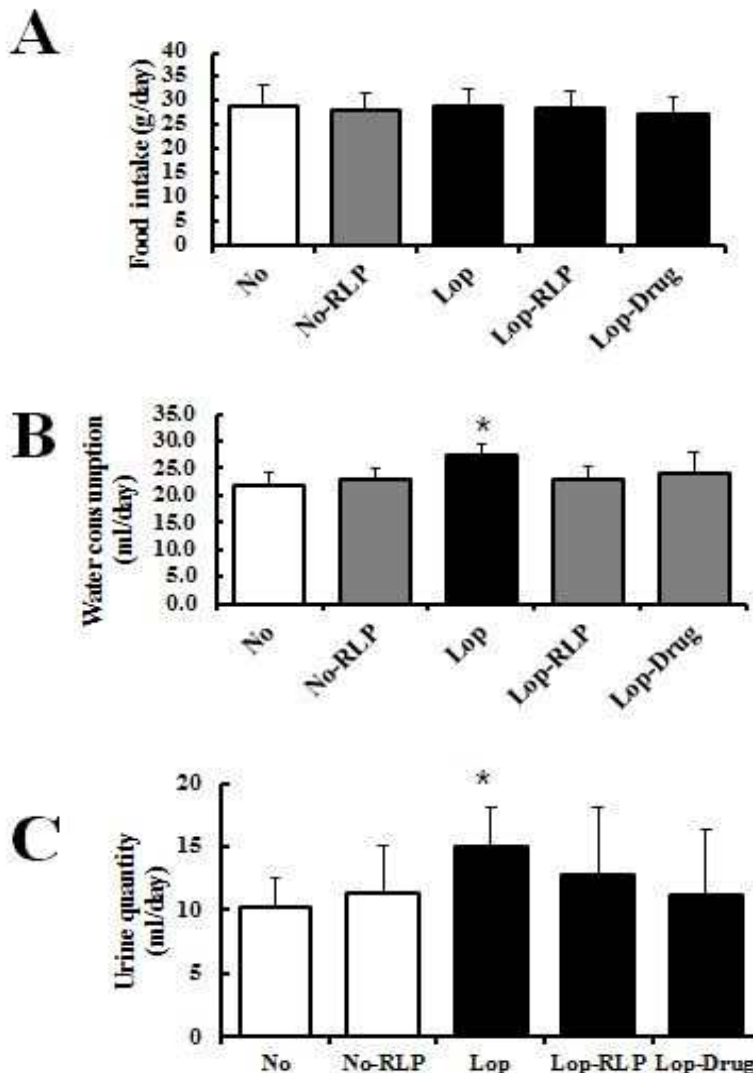 A
Food intake (g/day)
40
35
30
25
20
15
10
5
0
No
No-RLP
Lop
Lop-RLP
Lop-Drug
B
Water consumption
(ml/day)
35.0
30.0
25.0
20.0
15.0
10.0
5.0
0.0
*
No
No-RLP
Lop
Lop-RLP
Lop-Drug
C
Urine quantity
(ml/day)
20
15
10
5
0
*
No No-RLP Lop Lop-RLP Lop-Drug